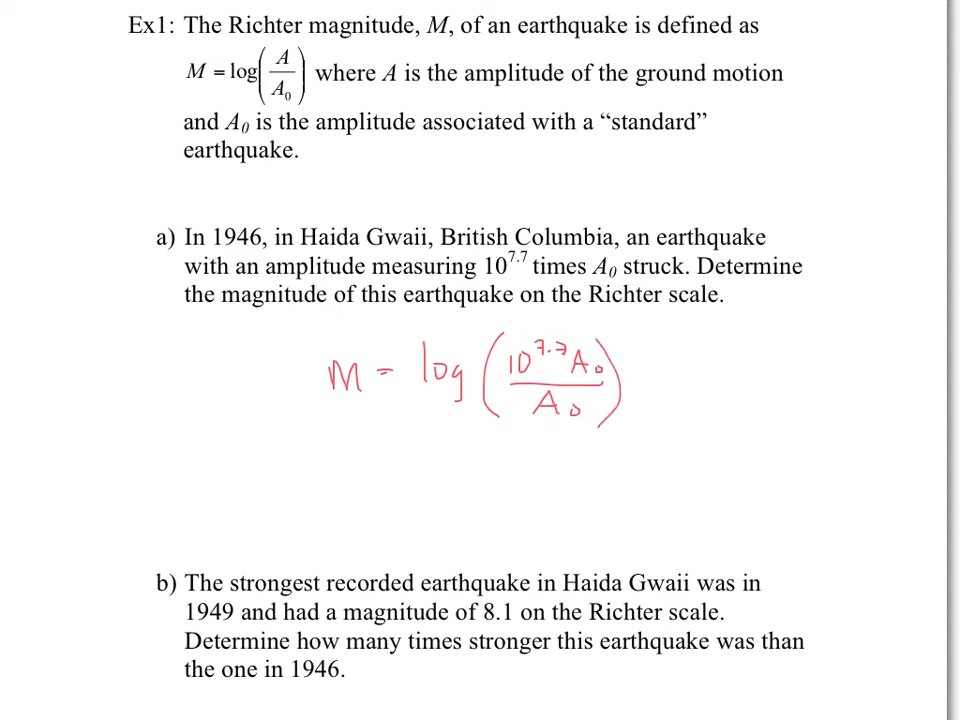 Ex1: The Richter magnitude, M, of an earthquake is defined as
M = log(A/A₀) where A is the amplitude of the ground motion
and A₀ is the amplitude associated with a “standard”
earthquake.
a) In 1946, in Haida Gwaii, British Columbia, an earthquake
with an amplitude measuring 10^7.7 times A₀ struck. Determine
the magnitude of this earthquake on the Richter scale.
M = log(10^7.7 A₀/A₀)
b) The strongest recorded earthquake in Haida Gwaii was in
1949 and had a magnitude of 8.1 on the Richter scale.
Determine how many times stronger this earthquake was than
the one in 1946.